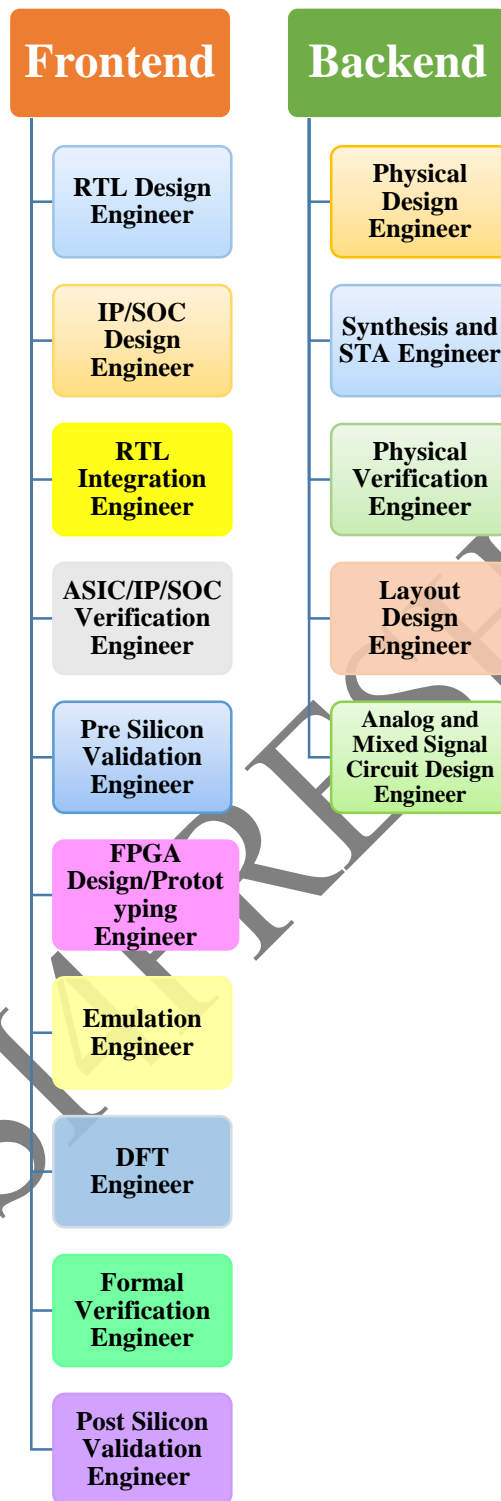 Frontend
RTL Design
Engineer
IP/SOC
Design
Engineer
RTL
Integration
Engineer
ASIC/IP/SOC
Verification
Engineer
Pre Silicon
Validation
Engineer
FPGA
Design/Protot
yping
Engineer
Emulation
Engineer
DFT
Engineer
Formal
Verification
Engineer
Post Silicon
Validation
Engineer
Backend
Physical
Design
Engineer
Synthesis and
STA Engineer
Physical
Verification
Engineer
Layout
Design
Engineer
Analog and
Mixed Signal
Circuit Design
Engineer